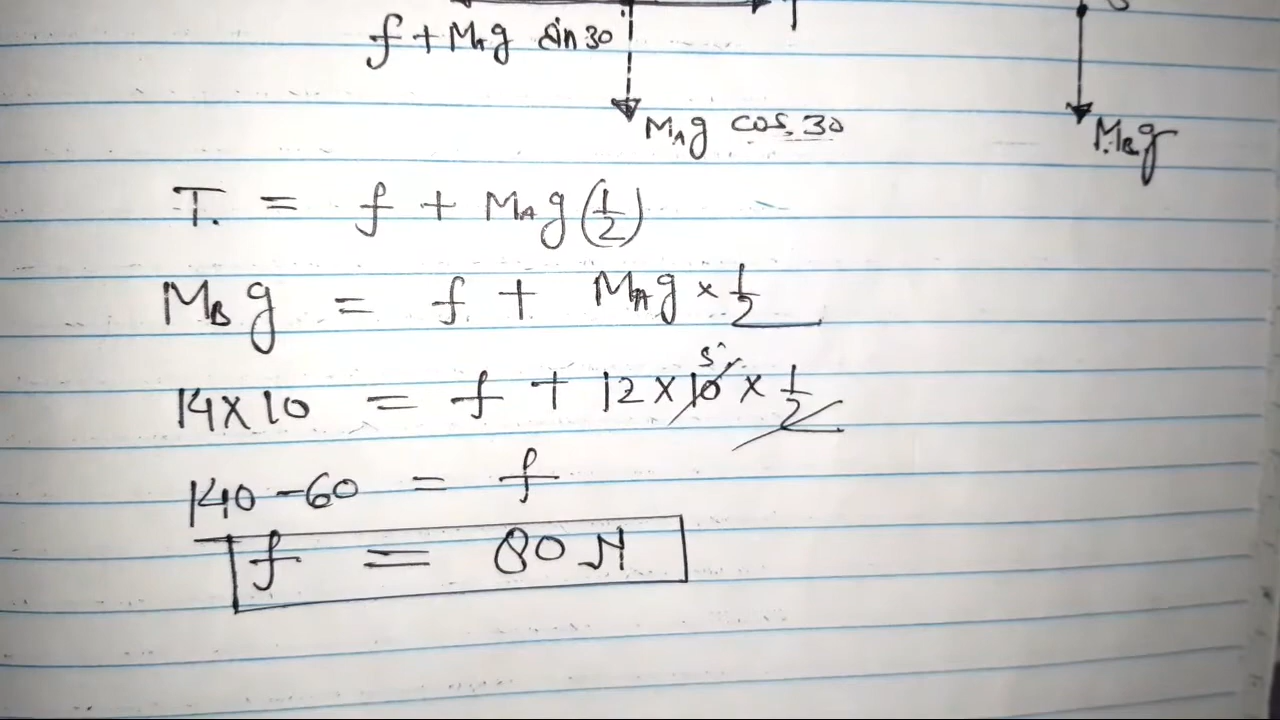 f + MAg sin 30
MAg cos 30
MBg
T. = f + MAg(1/2)
MBg = f + MAg × 1/2
5
14 × 10 = f + 12 × 10 × 1/2
140 - 60 = f
f = 80 N